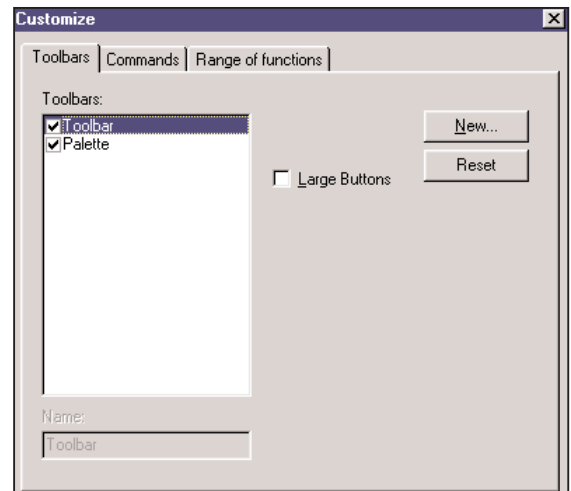 Customize
Toolbars Commands Range of functions
Toolbars:
Toolbar
Palette
New...
Reset
Large Buttons
Name:
Toolbar